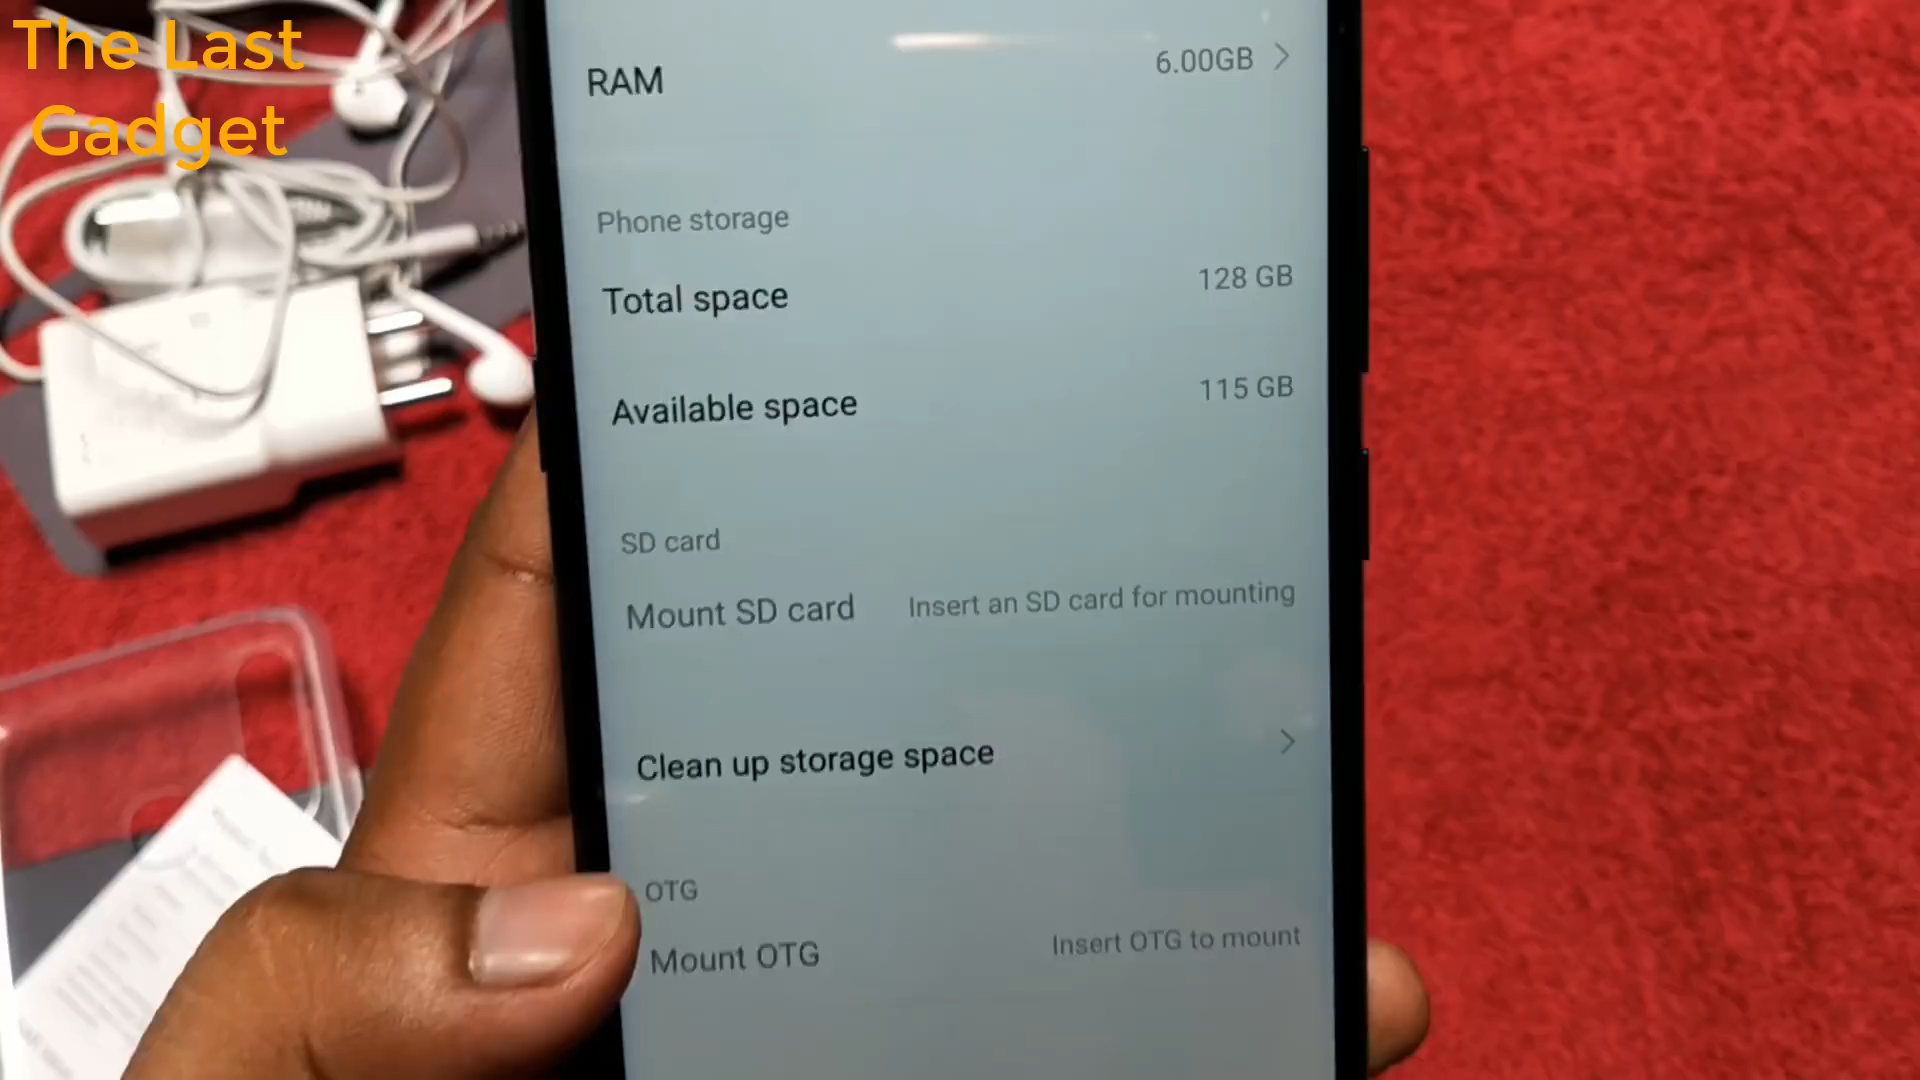 The Last
Gadget
RAM 6.00GB
Phone storage
Total space 128 GB
Available space 115 GB
SD card
Mount SD card Insert an SD card for mounting
Clean up storage space
OTG
Mount OTG Insert OTG to mount